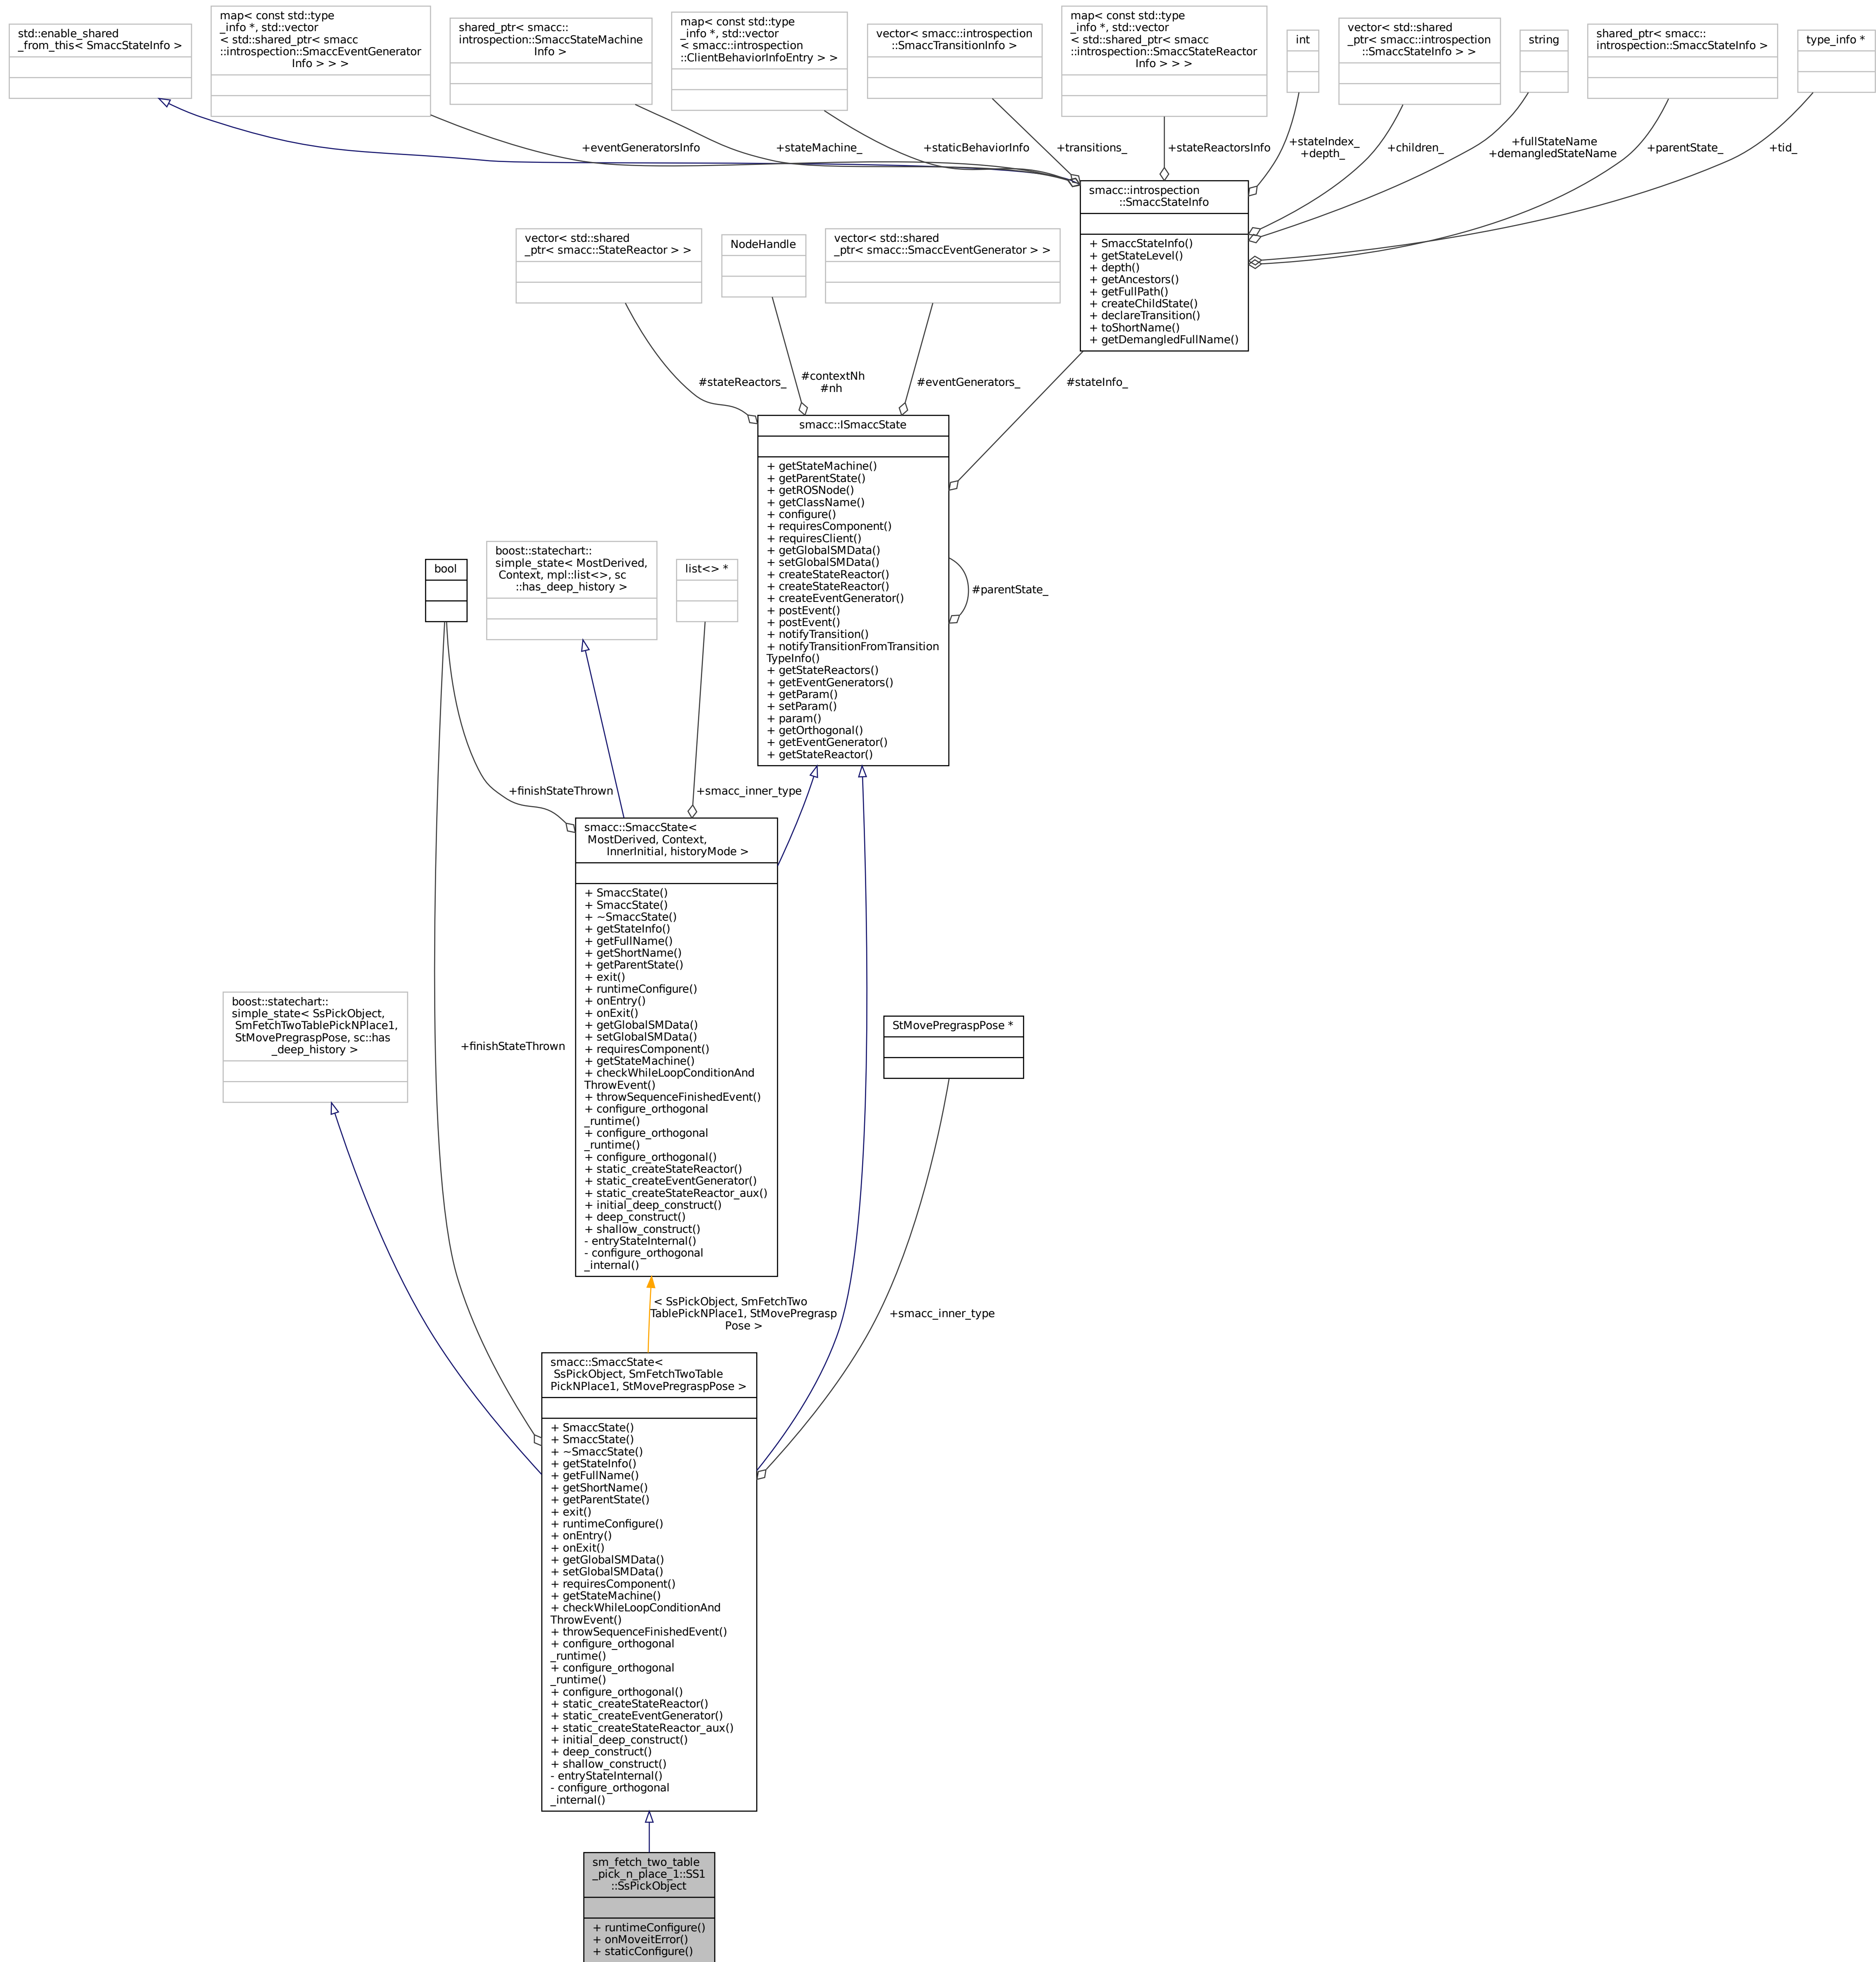 std::enable_shared
_from_this< SmaccStateInfo >
map< const std::type
_info *, std::vector
< std::shared_ptr< smacc
::introspection::SmaccEventGenerator
Info > > >
shared_ptr< smacc::
introspection::SmaccStateMachine
Info >
map< const std::type
_info *, std::vector
< smacc::introspection
::ClientBehaviorInfoEntry > >
vector< smacc::introspection
::SmaccTransitionInfo >
map< const std::type
_info *, std::vector
< std::shared_ptr< smacc
::introspection::SmaccStateReactor
Info > > >
int
vector< std::shared
_ptr< smacc::introspection
::SmaccStateInfo > >
string
shared_ptr< smacc::
introspection::SmaccStateInfo >
type_info *
+eventGeneratorsInfo
+stateMachine_
+staticBehaviorInfo
+transitions_
+stateReactorsInfo
+stateIndex_
+depth_
+children_
+fullStateName
+demangledStateName
+parentState_
+tid_
smacc::introspection
::SmaccStateInfo
+ SmaccStateInfo()
+ getStateLevel()
+ depth()
+ getAncestors()
+ getFullPath()
+ createChildState()
+ declareTransition()
+ toShortName()
+ getDemangledFullName()
vector< std::shared
_ptr< smacc::StateReactor > >
NodeHandle
vector< std::shared
_ptr< smacc::SmaccEventGenerator > >
#stateReactors_
#contextNh
#nh
#eventGenerators_
#stateInfo_
smacc::ISmaccState
+ getStateMachine()
+ getParentState()
+ getROSNode()
+ getClassName()
+ configure()
+ requiresComponent()
+ requiresClient()
+ getGlobalSMData()
+ setGlobalSMData()
+ createStateReactor()
+ createStateReactor()
+ createEventGenerator()
+ postEvent()
+ postEvent()
+ notifyTransition()
+ notifyTransitionFromTransition
TypeInfo()
+ getStateReactors()
+ getEventGenerators()
+ getParam()
+ setParam()
+ param()
+ getOrthogonal()
+ getEventGenerator()
+ getStateReactor()
#parentState_
bool
boost::statechart::
simple_state< MostDerived,
Context, mpl::list<>, sc
::has_deep_history >
list<> *
+finishStateThrown
+smacc_inner_type
smacc::SmaccState<
MostDerived, Context,
InnerInitial, historyMode >
+ SmaccState()
+ SmaccState()
+ ~SmaccState()
+ getStateInfo()
+ getFullName()
+ getShortName()
+ getParentState()
+ exit()
+ runtimeConfigure()
+ onEntry()
+ onExit()
+ getGlobalSMData()
+ setGlobalSMData()
+ requiresComponent()
+ getStateMachine()
+ checkWhileLoopConditionAnd
ThrowEvent()
+ throwSequenceFinishedEvent()
+ configure_orthogonal
_runtime()
+ configure_orthogonal
_runtime()
+ configure_orthogonal()
+ static_createStateReactor()
+ static_createEventGenerator()
+ static_createStateReactor_aux()
+ initial_deep_construct()
+ deep_construct()
+ shallow_construct()
- entryStateInternal()
- configure_orthogonal
_internal()
boost::statechart::
simple_state< SsPickObject,
SmFetchTwoTablePickNPlace1,
StMovePregraspPose, sc::has
_deep_history >
+finishStateThrown
StMovePregraspPose *
< SsPickObject, SmFetchTwo
TablePickNPlace1, StMovePregrasp
Pose >
+smacc_inner_type
smacc::SmaccState<
SsPickObject, SmFetchTwoTable
PickNPlace1, StMovePregraspPose >
+ SmaccState()
+ SmaccState()
+ ~SmaccState()
+ getStateInfo()
+ getFullName()
+ getShortName()
+ getParentState()
+ exit()
+ runtimeConfigure()
+ onEntry()
+ onExit()
+ getGlobalSMData()
+ setGlobalSMData()
+ requiresComponent()
+ getStateMachine()
+ checkWhileLoopConditionAnd
ThrowEvent()
+ throwSequenceFinishedEvent()
+ configure_orthogonal
_runtime()
+ configure_orthogonal
_runtime()
+ configure_orthogonal()
+ static_createStateReactor()
+ static_createEventGenerator()
+ static_createStateReactor_aux()
+ initial_deep_construct()
+ deep_construct()
+ shallow_construct()
- entryStateInternal()
- configure_orthogonal
_internal()
sm_fetch_two_table
_pick_n_place_1::SS1
::SsPickObject
+ runtimeConfigure()
+ onMoveitError()
+ staticConfigure()